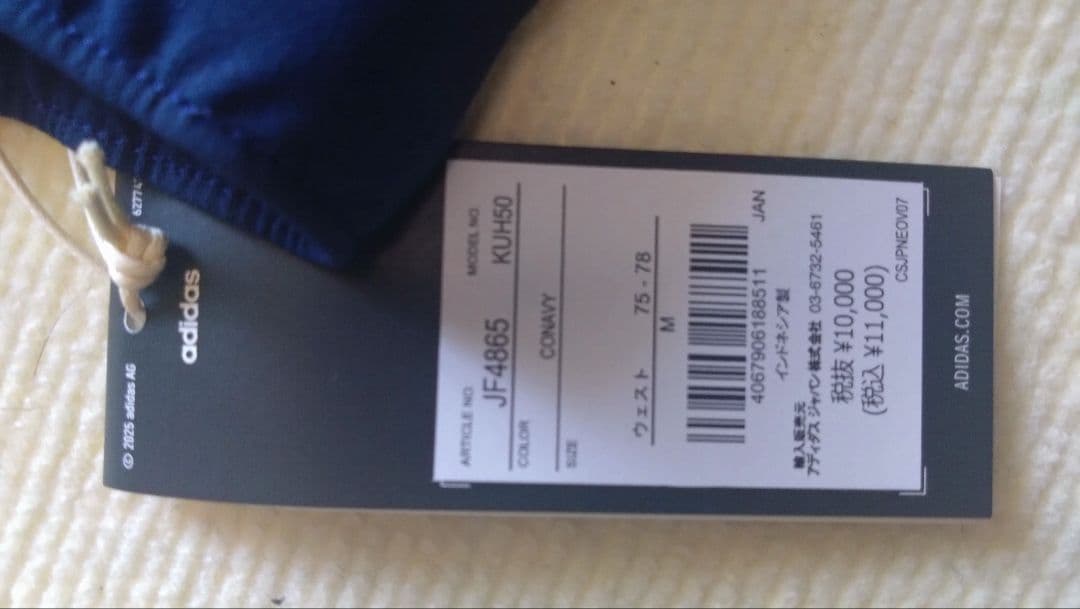 © 2025 adidas AG
adidas
ARTICLE NO. MODEL NO.
JF4865 KUH50
COLOR
CONAVY
SIZE
ウェスト 75 - 78
M
4067906188511 JAN
インドネシア製
輸入販売元
アディダス ジャパン株式会社 03-6732-5461
税抜 ¥10,000
(税込 ¥11,000)
CSJPNEOV07
ADIDAS.COM